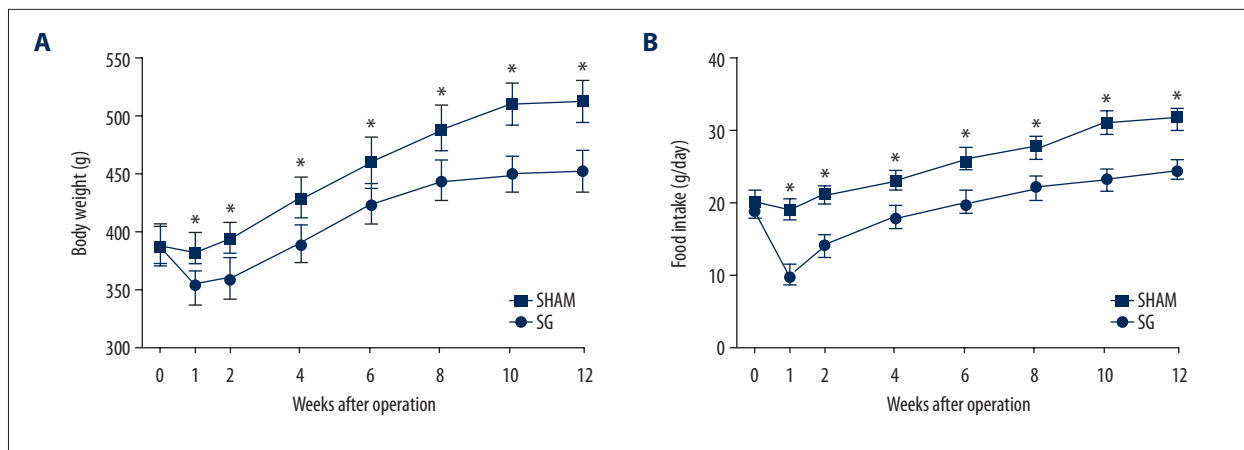 A
Body weight (g)
550
500
450
400
350
300
* * * * * * *
SHAM
SG
0 1 2 4 6 8 10 12
Weeks after operation
B
Food intake (g/day)
40
30
20
10
0
* * * * * * *
SHAM
SG
0 1 2 4 6 8 10 12
Weeks after operation